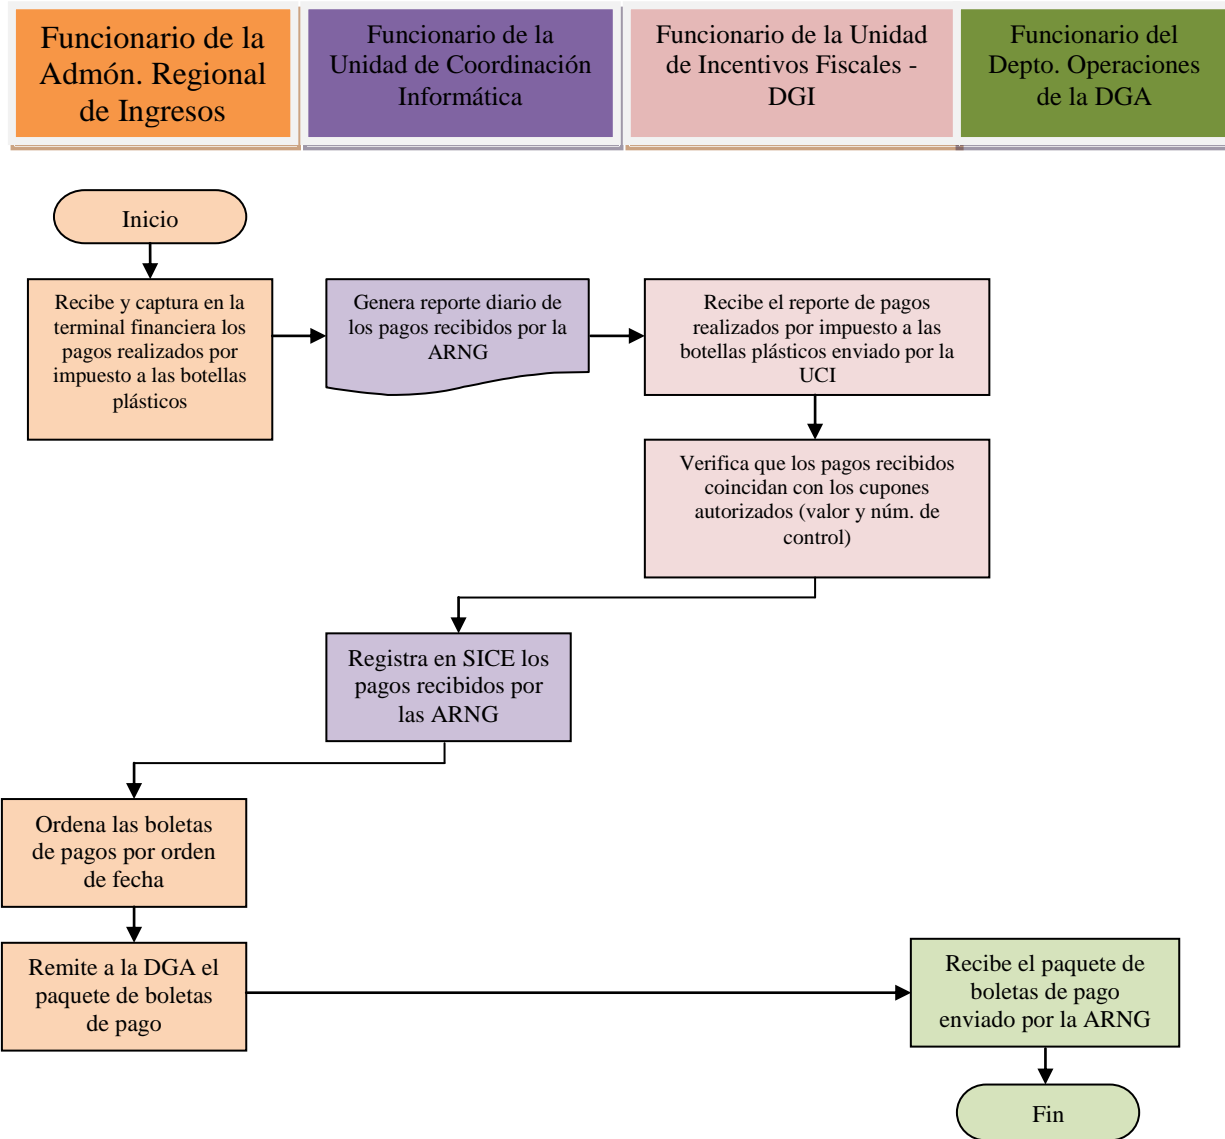 Funcionario de la
Admón. Regional
de Ingresos
Funcionario de la
Unidad de Coordinación
Informática
Funcionario de la Unidad
de Incentivos Fiscales -
DGI
Funcionario del
Depto. Operaciones
de la DGA
Inicio
Recibe y captura en la
terminal financiera los
pagos realizados por
impuesto a las botellas
plásticos
Genera reporte diario de
los pagos recibidos por la
ARNG
Recibe el reporte de pagos
realizados por impuesto a las
botellas plásticos enviado por la
UCI
Verifica que los pagos recibidos
coincidan con los cupones
autorizados (valor y núm. de
control)
Registra en SICE los
pagos recibidos por
las ARNG
Ordena las boletas
de pagos por orden
de fecha
Remite a la DGA el
paquete de boletas
de pago
Recibe el paquete de
boletas de pago
enviado por la ARNG
Fin